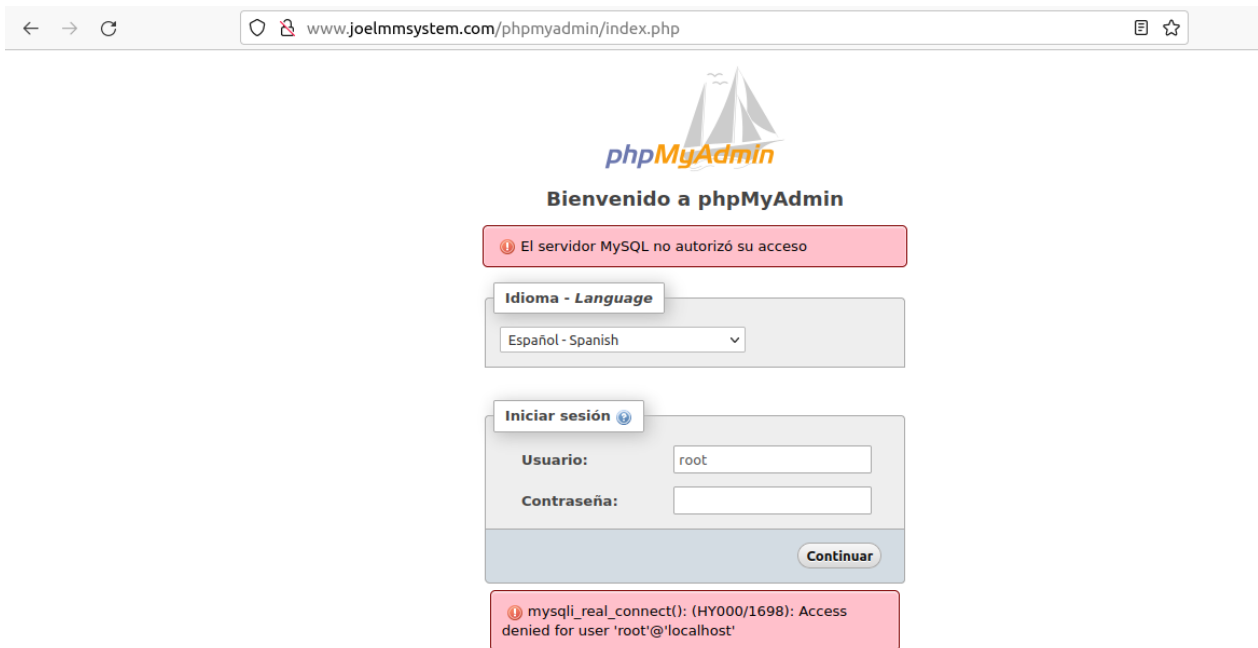 www.joelmmsystem.com/phpmyadmin/index.php
phpMyAdmin
Bienvenido a phpMyAdmin
El servidor MySQL no autorizó su acceso
Idioma - Language
Español - Spanish
Iniciar sesión
Usuario:
root
Contraseña:
Continuar
mysqli_real_connect(): (HY000/1698): Access
denied for user 'root'@'localhost'